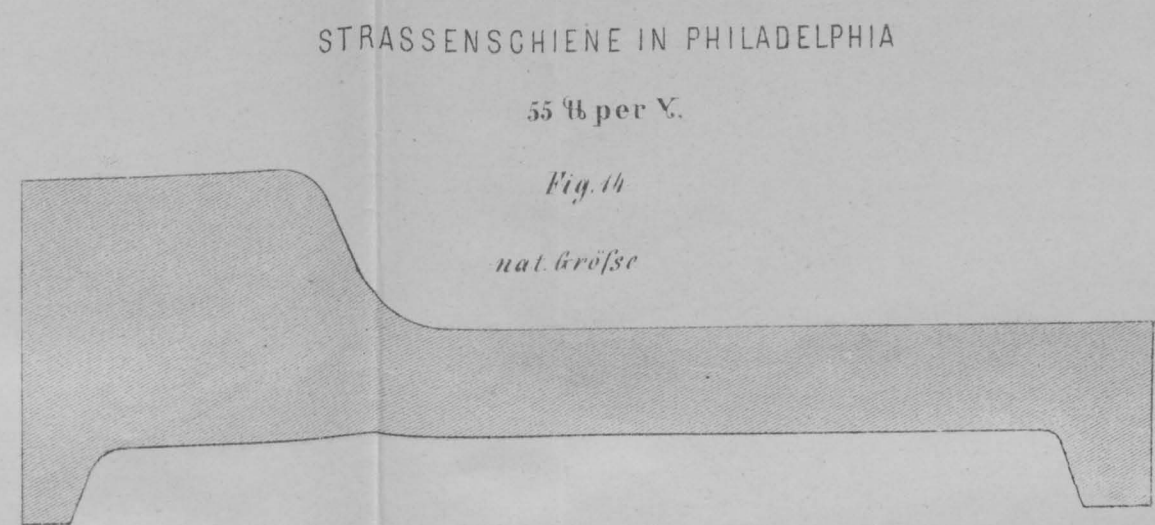 STRASSENSCHIENE IN PHILADELPHIA
55 ℔ per Y.
Fig. 14
nat. Größe